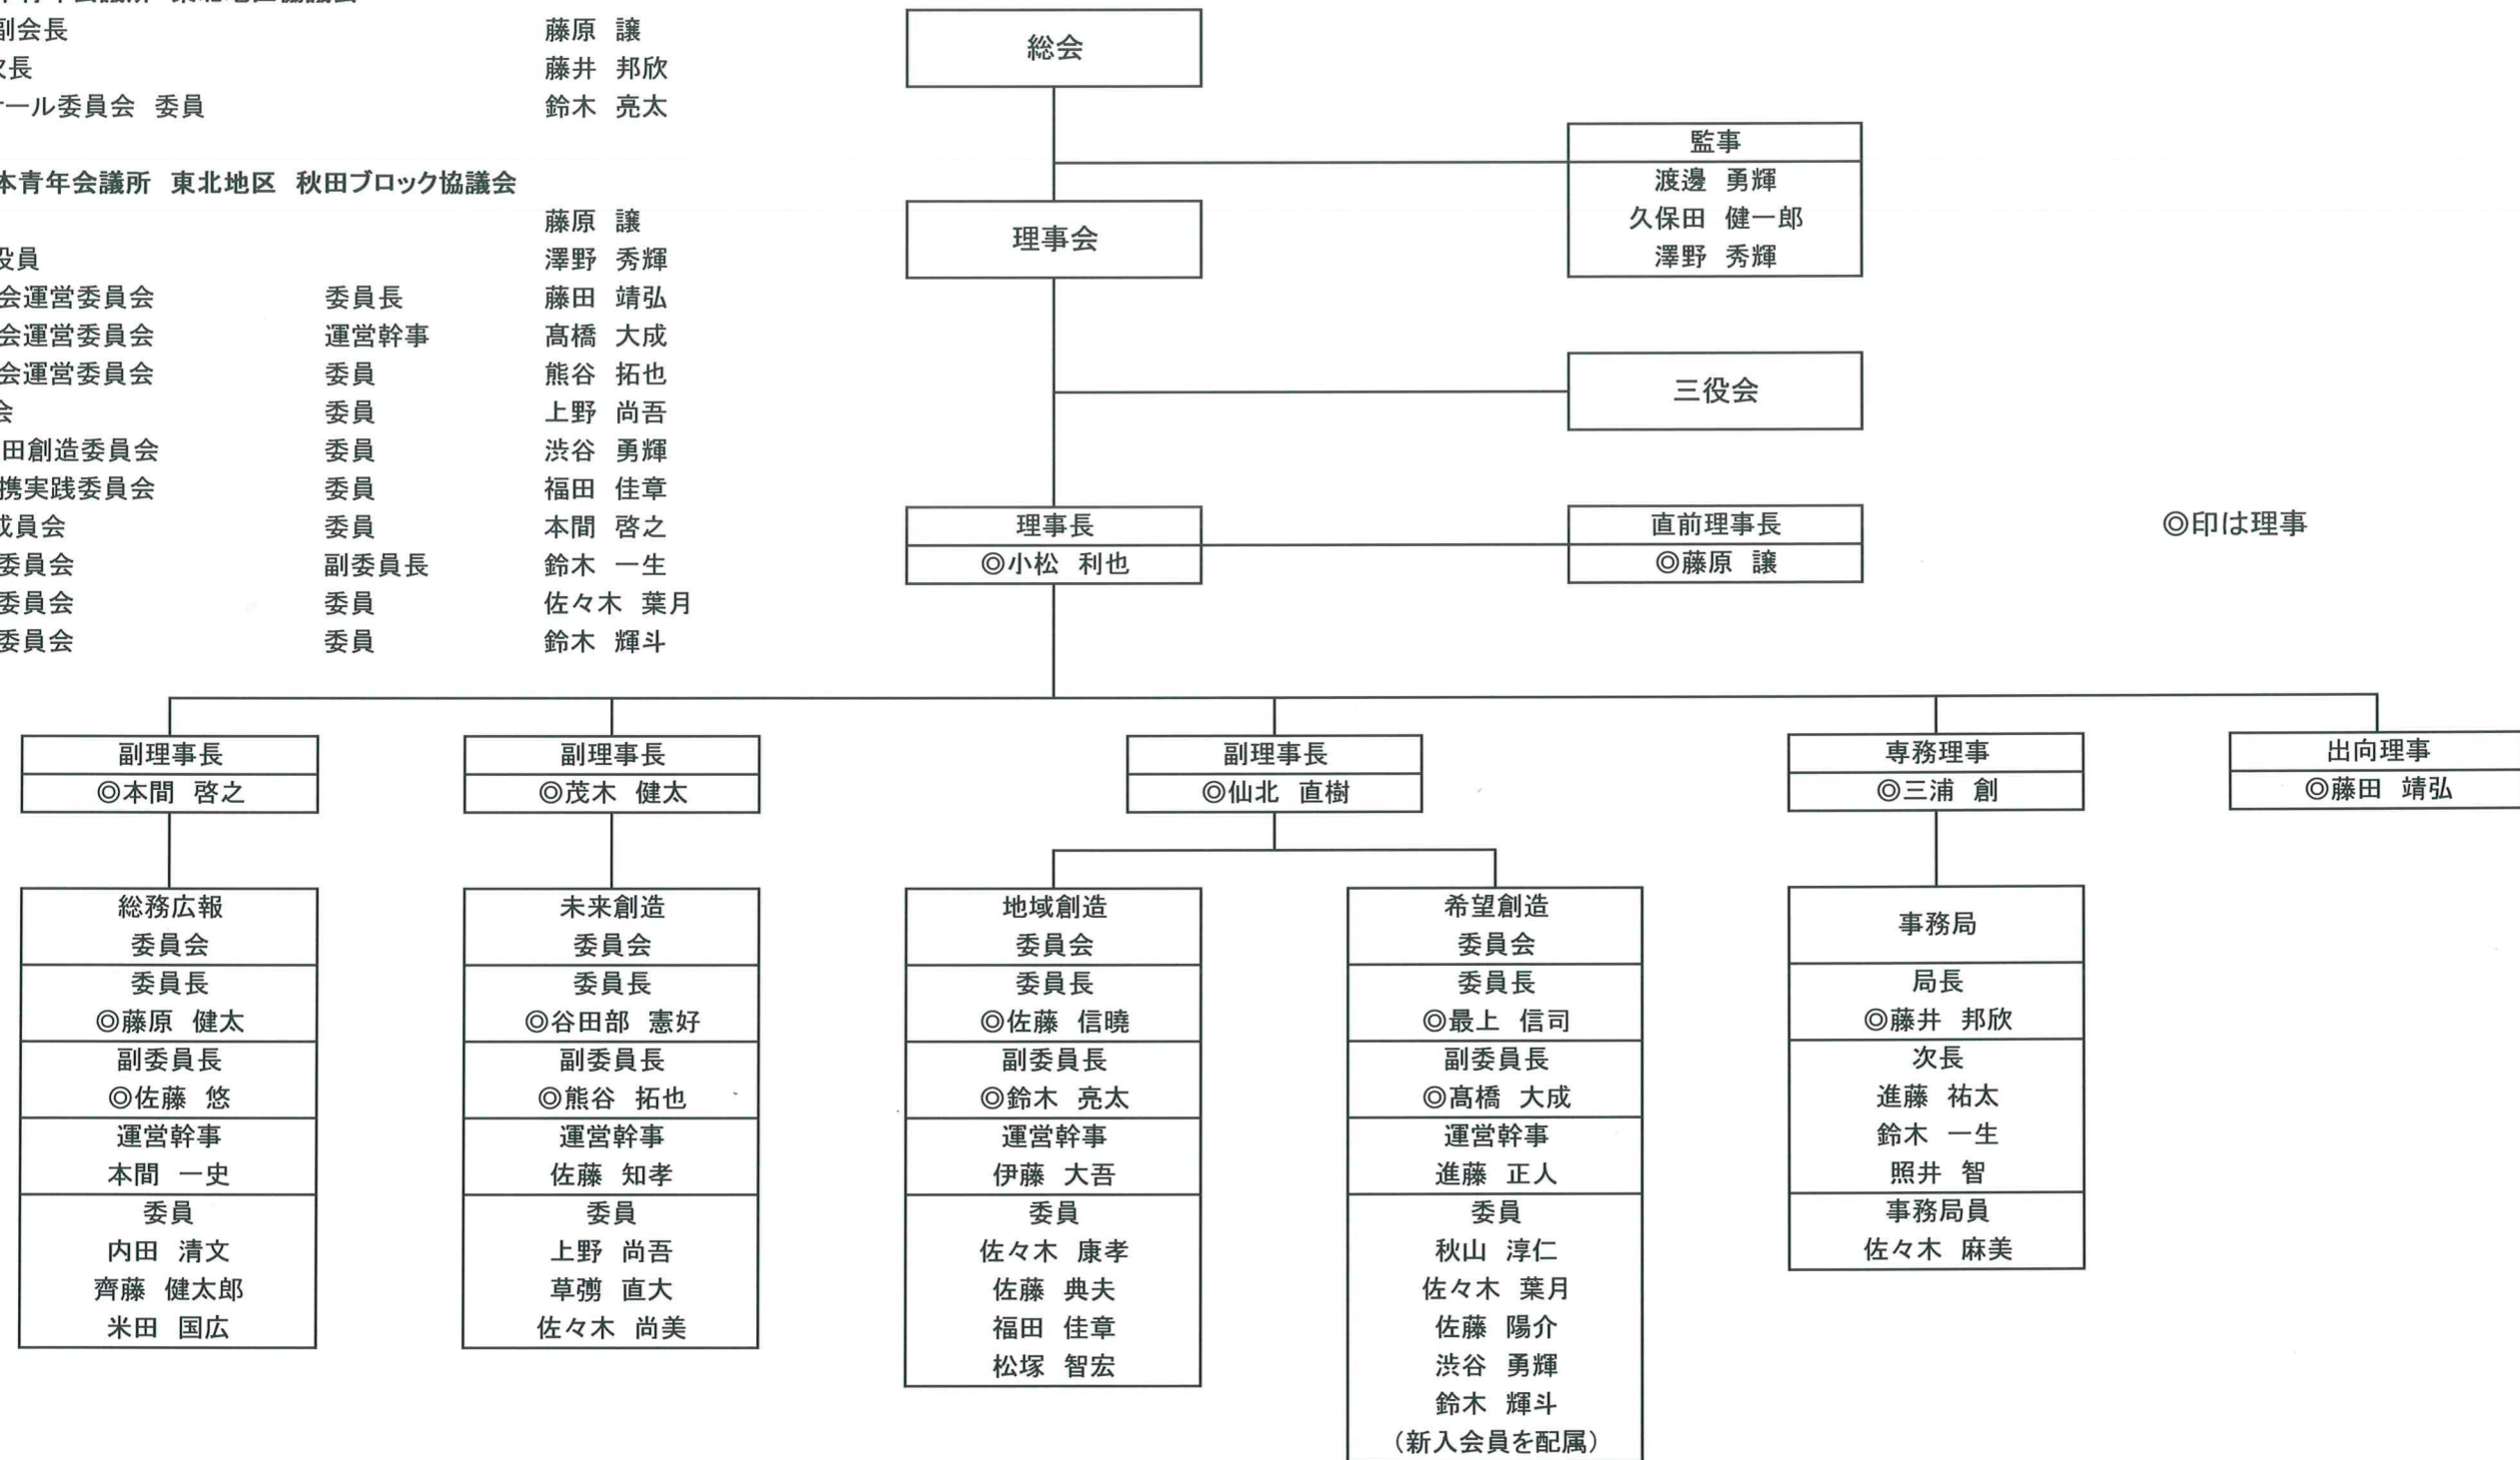 副会長 藤原 譲
次長 藤井 邦欣
ール委員会 委員 鈴木 亮太
本青年会議所 東北地区 秋田ブロック協議会
藤原 譲
役員 澤野 秀輝
会運営委員会 委員長 藤田 靖弘
会運営委員会 運営幹事 髙橋 大成
会運営委員会 委員 熊谷 拓也
会 委員 上野 尚吾
田創造委員会 委員 渋谷 勇輝
携実践委員会 委員 福田 佳章
成員会 委員 本間 啓之
委員会 副委員長 鈴木 一生
委員会 委員 佐々木 葉月
委員会 委員 鈴木 輝斗
総会
監事
渡邊 勇輝
久保田 健一郎
澤野 秀輝
理事会
三役会
理事長
◎小松 利也
直前理事長
◎藤原 譲
◎印は理事
副理事長
◎本間 啓之
副理事長
◎茂木 健太
副理事長
◎仙北 直樹
専務理事
◎三浦 創
出向理事
◎藤田 靖弘
総務広報
委員会
委員長
◎藤原 健太
副委員長
◎佐藤 悠
運営幹事
本間 一史
委員
内田 清文
齊藤 健太郎
米田 国広
未来創造
委員会
委員長
◎谷田部 憲好
副委員長
◎熊谷 拓也
運営幹事
佐藤 知孝
委員
上野 尚吾
草彅 直大
佐々木 尚美
地域創造
委員会
委員長
◎佐藤 信曉
副委員長
◎鈴木 亮太
運営幹事
伊藤 大吾
委員
佐々木 康孝
佐藤 典夫
福田 佳章
松塚 智宏
希望創造
委員会
委員長
◎最上 信司
副委員長
◎髙橋 大成
運営幹事
進藤 正人
委員
秋山 淳仁
佐々木 葉月
佐藤 陽介
渋谷 勇輝
鈴木 輝斗
（新入会員を配属）
事務局
局長
◎藤井 邦欣
次長
進藤 祐太
鈴木 一生
照井 智
事務局員
佐々木 麻美